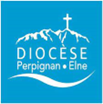 DIOCÈSE
Perpignan • Elne